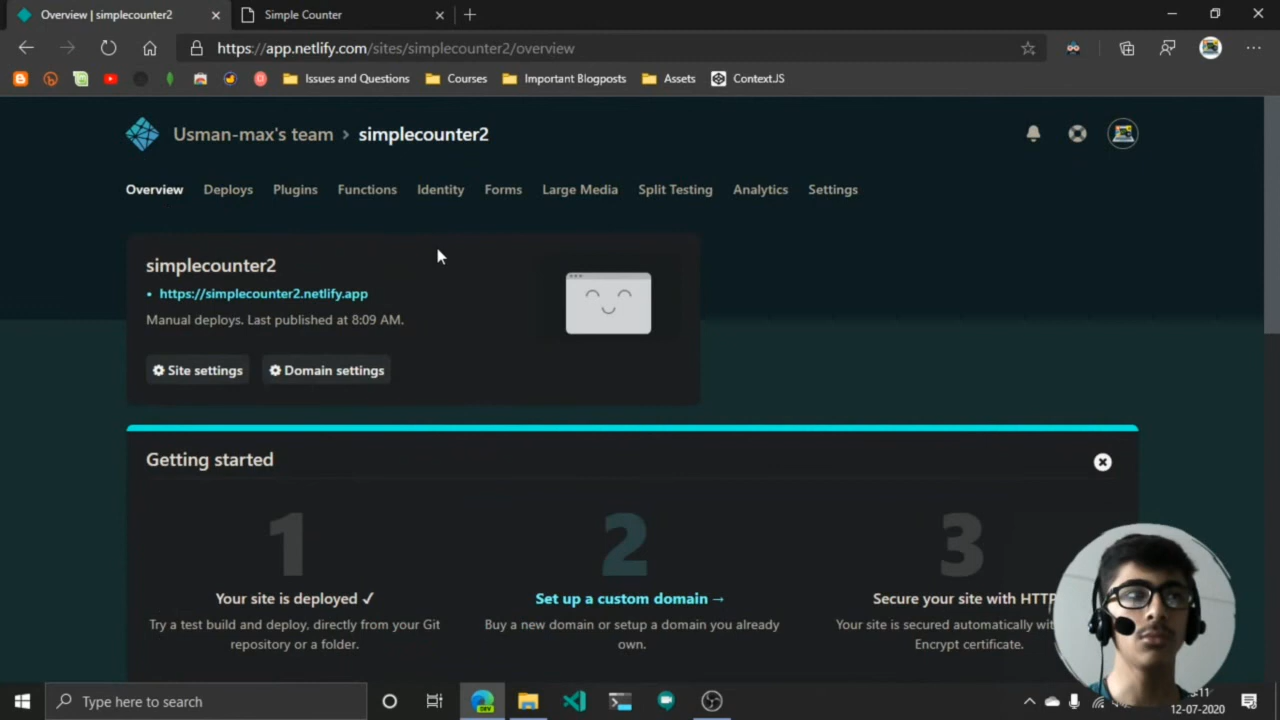 Overview | simplecounter2
Simple Counter
https://app.netlify.com/sites/simplecounter2/overview
Issues and Questions
Courses
Important Blogposts
Assets
Context.JS
Usman-max's team > simplecounter2
Overview Deploys Plugins Functions Identity Forms Large Media Split Testing Analytics Settings
simplecounter2
https://simplecounter2.netlify.app
Manual deploys. Last published at 8:09 AM.
Site settings
Domain settings
Getting started
1
Your site is deployed ✓
Try a test build and deploy, directly from your Git
repository or a folder.
2
Set up a custom domain →
Buy a new domain or setup a domain you already
own.
3
Secure your site with HTTP
Your site is secured automatically
Encrypt certificate.
Type here to search
DEV
12-07-2020